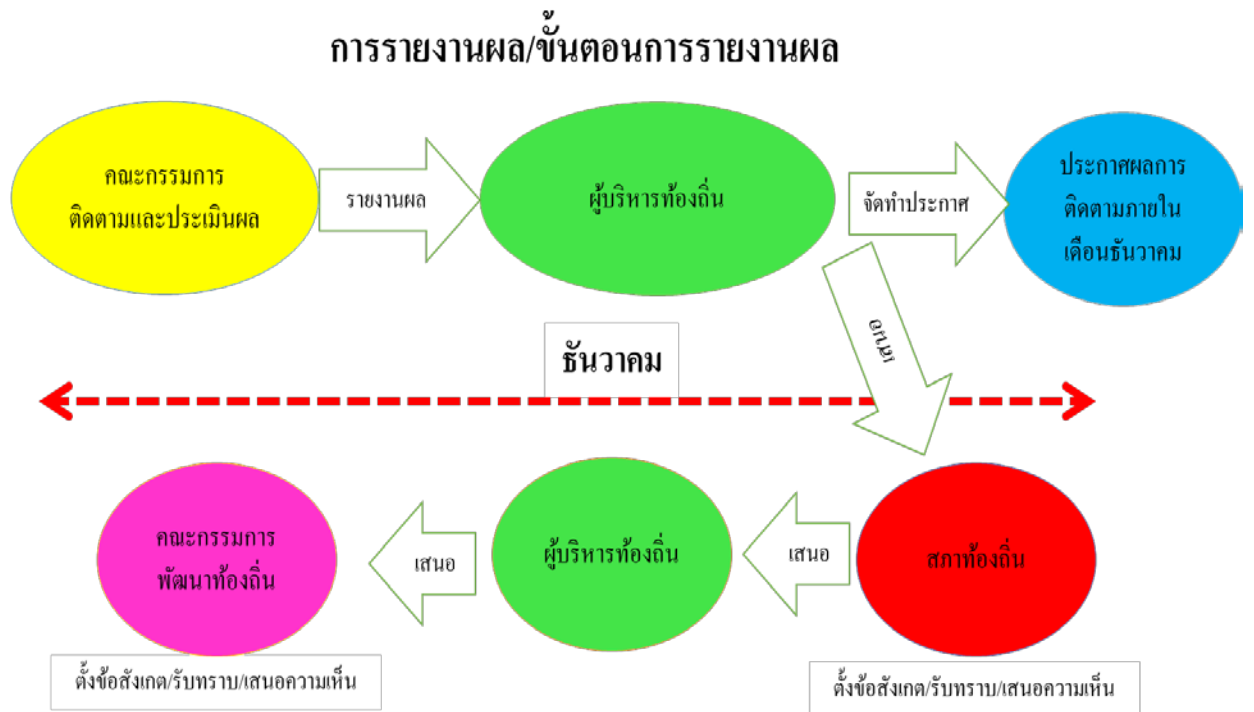 การรายงานผล/ขั้นตอนการรายงานผล
คณะกรรมการ
ติดตามและประเมินผล
รายงานผล
ผู้บริหารท้องถิ่น
จัดทำประกาศ
ประกาศผลการ
ติดตามภายใน
เดือนธันวาคม
เสนอ
ธันวาคม
คณะกรรมการ
พัฒนาท้องถิ่น
เสนอ
ผู้บริหารท้องถิ่น
เสนอ
สภาท้องถิ่น
ตั้งข้อสังเกต/รับทราบ/เสนอความเห็น
ตั้งข้อสังเกต/รับทราบ/เสนอความเห็น